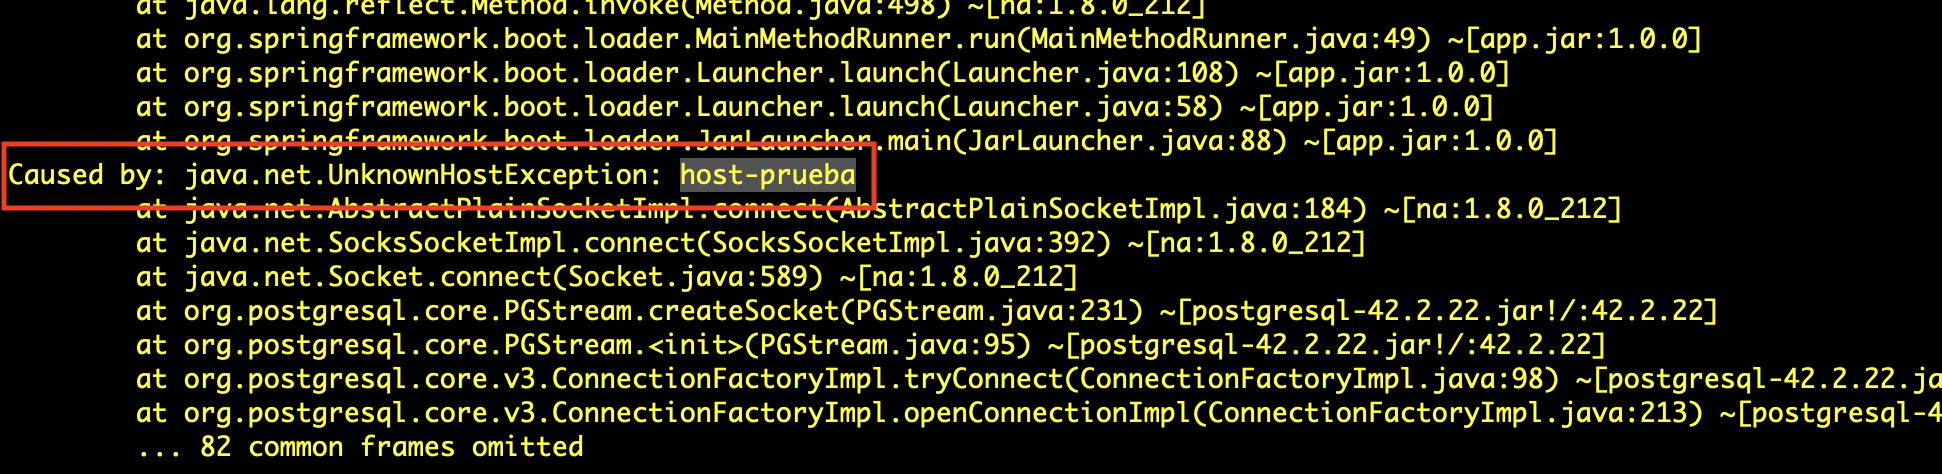 at java.lang.reflect.Method.invoke(Method.java:498) ~[na:1.8.0_212]
at org.springframework.boot.loader.MainMethodRunner.run(MainMethodRunner.java:49) ~[app.jar:1.0.0]
at org.springframework.boot.loader.Launcher.launch(Launcher.java:108) ~[app.jar:1.0.0]
at org.springframework.boot.loader.Launcher.launch(Launcher.java:58) ~[app.jar:1.0.0]
at org.springframework.boot.loader.JarLauncher.main(JarLauncher.java:88) ~[app.jar:1.0.0]
Caused by: java.net.UnknownHostException: host-prueba
at java.net.AbstractPlainSocketImpl.connect(AbstractPlainSocketImpl.java:184) ~[na:1.8.0_212]
at java.net.SocksSocketImpl.connect(SocksSocketImpl.java:392) ~[na:1.8.0_212]
at java.net.Socket.connect(Socket.java:589) ~[na:1.8.0_212]
at org.postgresql.core.PGStream.createSocket(PGStream.java:231) ~[postgresql-42.2.22.jar!/:42.2.22]
at org.postgresql.core.PGStream.<init>(PGStream.java:95) ~[postgresql-42.2.22.jar!/:42.2.22]
at org.postgresql.core.v3.ConnectionFactoryImpl.tryConnect(ConnectionFactoryImpl.java:98) ~[postgresql-42.2.22.ja
at org.postgresql.core.v3.ConnectionFactoryImpl.openConnectionImpl(ConnectionFactoryImpl.java:213) ~[postgresql-4
... 82 common frames omitted